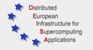 Distributed
European
Infrastructure for
Supercomputing
Applications